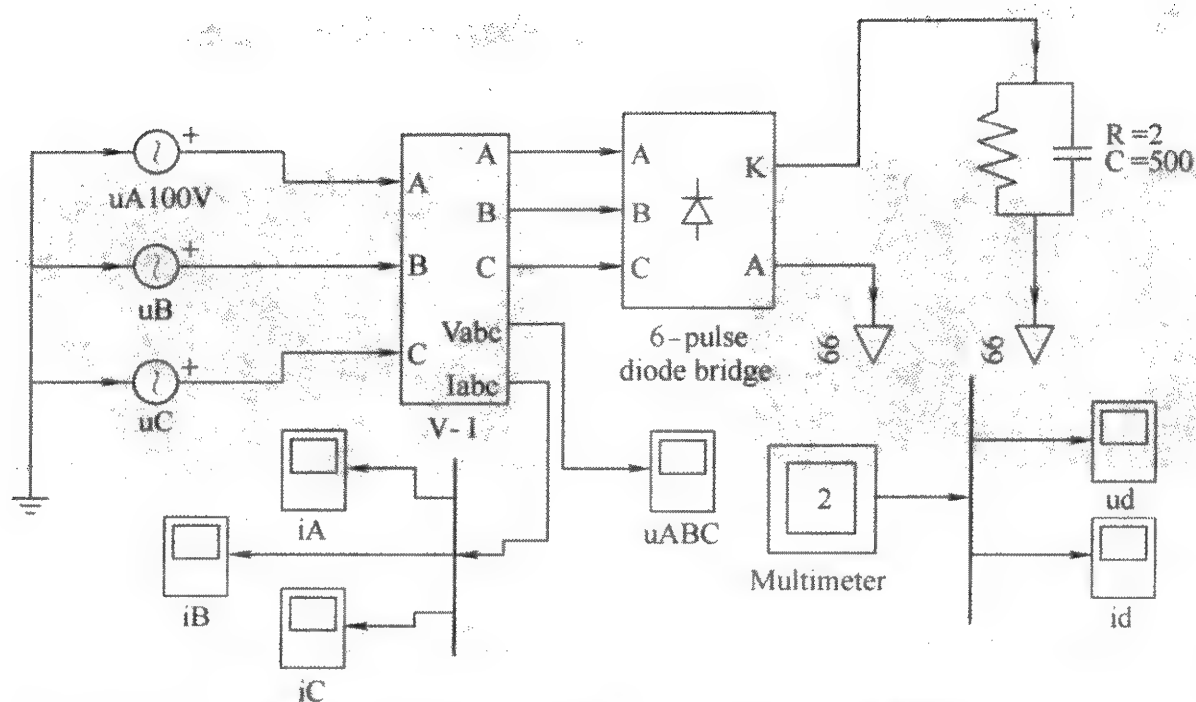 R =2
C =500
uA100V
uB
uC
A
B
C
A
B
C
Vabc
Iabc
V- I
A
B
C
K
A
6-pulse
diode bridge
66
66
iA
iB
iC
uABC
2
Multimeter
ud
id